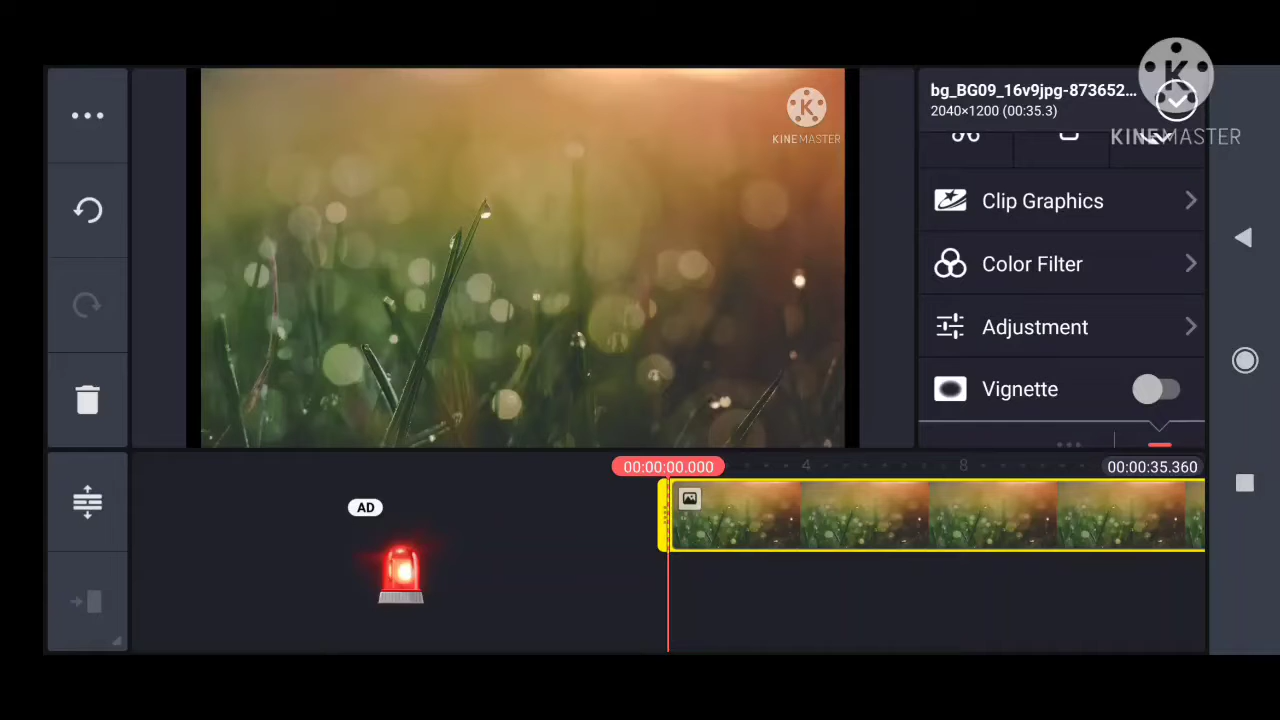 bg_BG09_16v9jpg-873652...
2040×1200 (00:35.3)
KINEMASTER
KINEMASTER
Clip Graphics
Color Filter
Adjustment
Vignette
00:00:00.000
4
8
00:00:35.360
AD